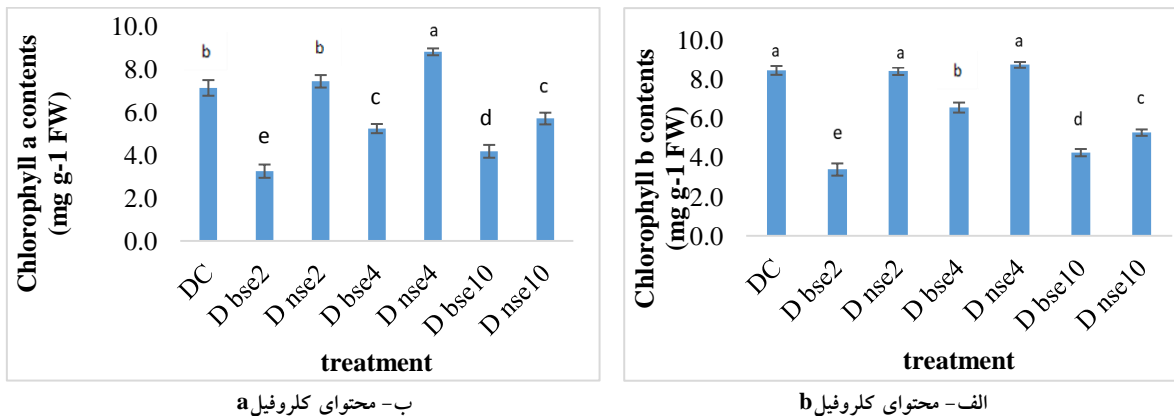 Chlorophyll a contents
(mg g-1 FW)
10.0
8.0
6.0
4.0
2.0
0.0
b
e
b
c
a
d
c
DC
D bse2
D nse2
D bse4
D nse4
D bse10
D nse10
treatment
ب- محتوای کلروفیل a
Chlorophyll b contents
(mg g-1 FW)
10.0
8.0
6.0
4.0
2.0
0.0
a
e
a
b
a
d
c
DC
D bse2
D nse2
D bse4
D nse4
D bse10
D nse10
treatment
الف- محتوای کلروفیل b